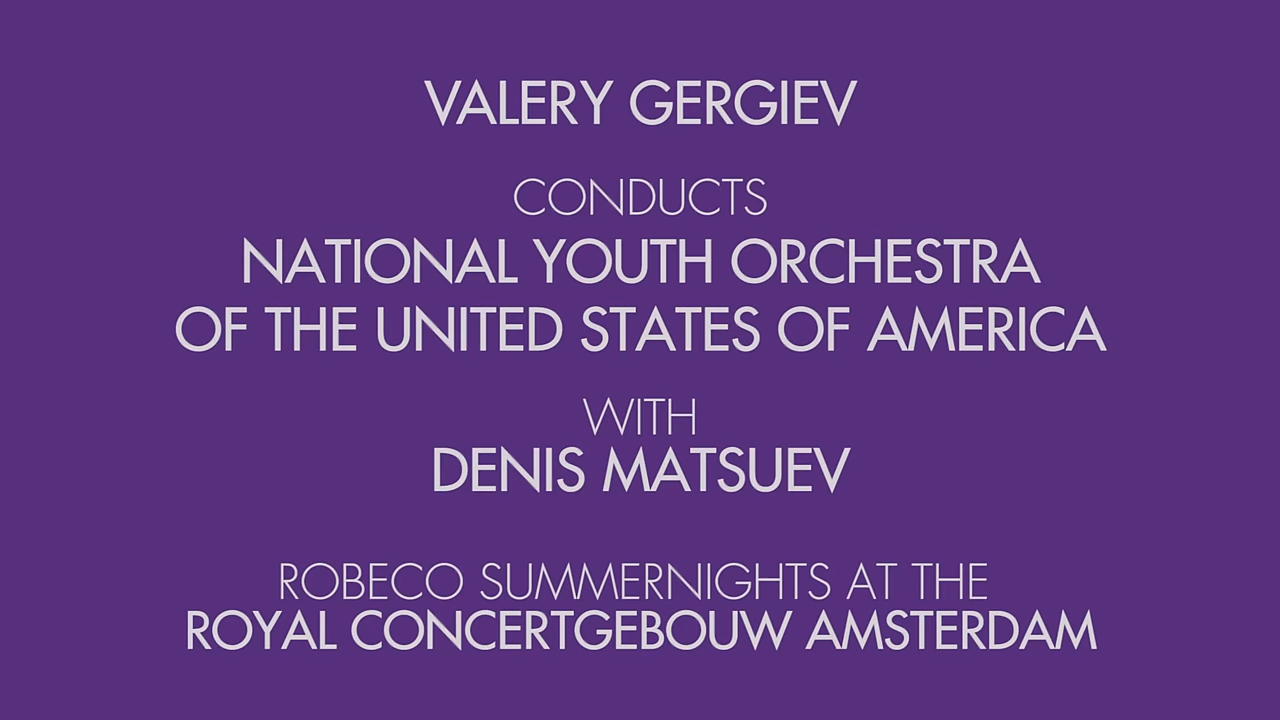 VALERY GERGIEV
CONDUCTS
NATIONAL YOUTH ORCHESTRA
OF THE UNITED STATES OF AMERICA
WITH
DENIS MATSUEV
ROBECO SUMMERNIGHTS AT THE
ROYAL CONCERTGEBOUW AMSTERDAM